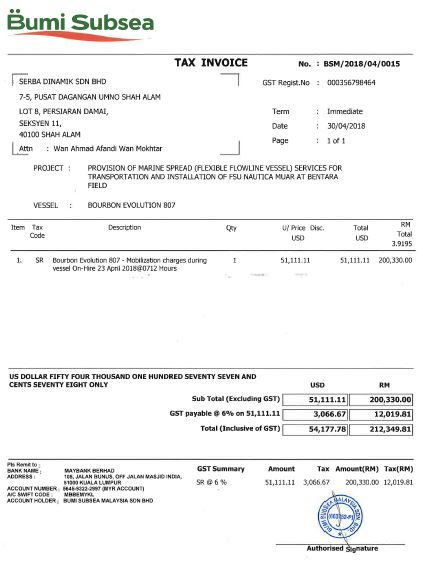 Bumi Subsea
TAX INVOICE
No. : BSM/2018/04/0015
SERBA DINAMIK SDN BHD
GST Regist.No : 000356798464
7-5, PUSAT DAGANGAN UMNO SHAH ALAM
LOT 8, PERSIARAN DAMAI,
Term : Immediate
SEKSYEN 11,
Date : 30/04/2018
40100 SHAH ALAM
Page : 1 of 1
Attn : Wan Ahmad Afandi Wan Mokhtar
PROJECT : PROVISION OF MARINE SPREAD (FLEXIBLE FLOWLINE VESSEL) SERVICES FOR
TRANSPORTATION AND INSTALLATION OF FSU NAUTICA MUAR AT BENTARA
FIELD
VESSEL : BOURBON EVOLUTION 807
Item Tax Code Description Qty U/ Price USD Disc. Total USD RM Total 3.9195
1. SR Bourbon Evolution 807 - Mobilization charges during 1 51,111.11 51,111.11 200,330.00
vessel On-Hire 23 April 2018@0712 Hours
US DOLLAR FIFTY FOUR THOUSAND ONE HUNDRED SEVENTY SEVEN AND
CENTS SEVENTY EIGHT ONLY
USD RM
Sub Total (Excluding GST) 51,111.11 200,330.00
GST payable @ 6% on 51,111.11 3,066.67 12,019.81
Total (Inclusive of GST) 54,177.78 212,349.81
Pls Remit to :
BANK NAME : MAYBANK BERHAD
ADDRESS : 105, JALAN BUNUS, OFF JALAN MASJID INDIA,
51000 KUALA LUMPUR
ACCOUNT NUMBER : 5645-9322-2997 (MYR ACCOUNT)
A/C SWIFT CODE : MBBEMYKL
ACCOUNT HOLDER : BUMI SUBSEA MALAYSIA SDN BHD
GST Summary Amount Tax Amount(RM) Tax(RM)
SR @ 6 % 51,111.11 3,066.67 200,330.00 12,019.81
BUMI SUBSEA MALAYSIA SDN BHD
Authorised Signature